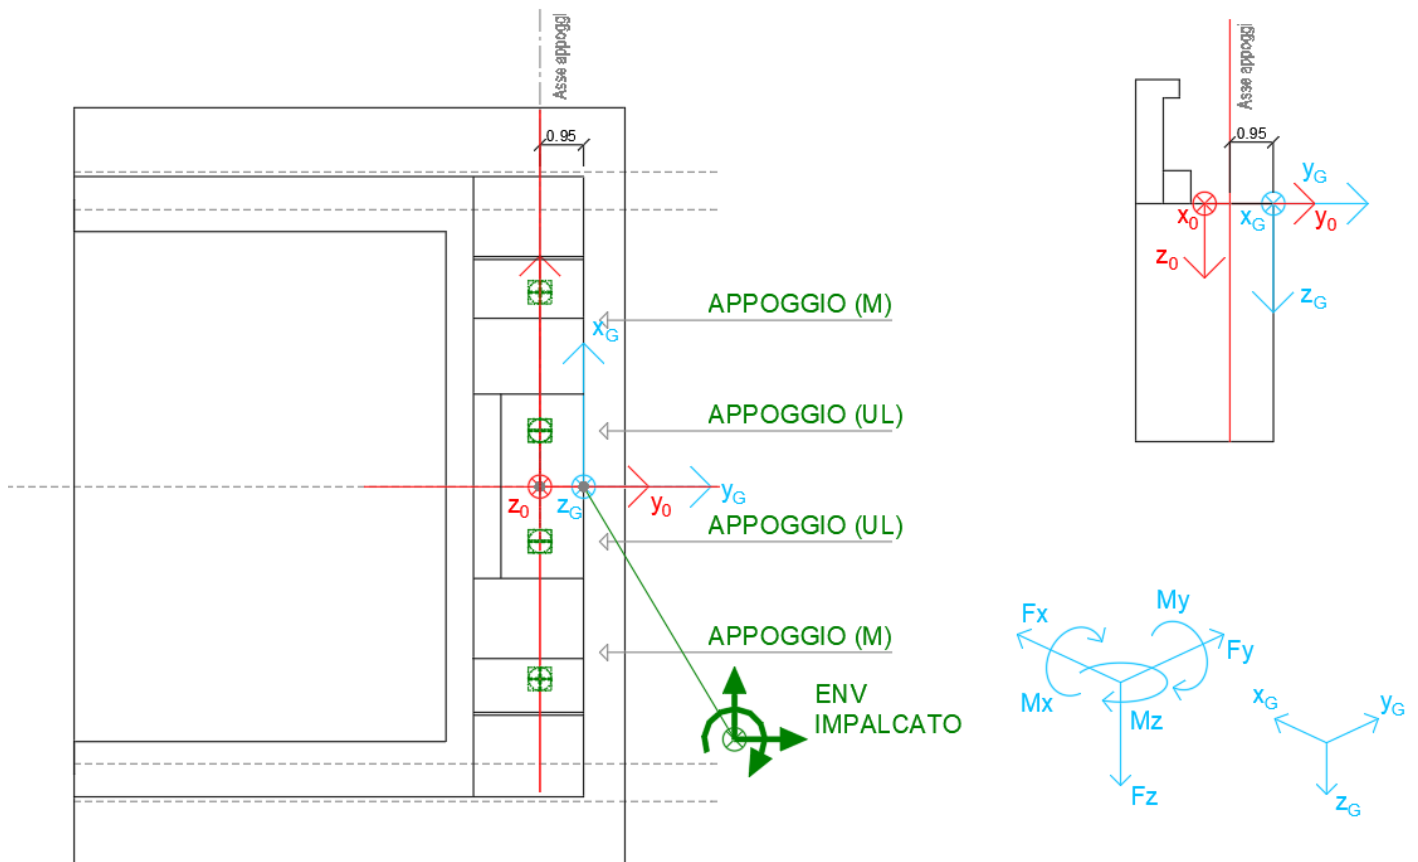 Asse appoggi
0.95
APPOGGIO (M)
xG
APPOGGIO (UL)
z0
zG
y0
yG
APPOGGIO (UL)
APPOGGIO (M)
ENV
IMPALCATO
Asse appoggi
0.95
yG
x0
xG
y0
z0
zG
Fx
My
Fy
Mx
Mz
Fz
xG
yG
zG